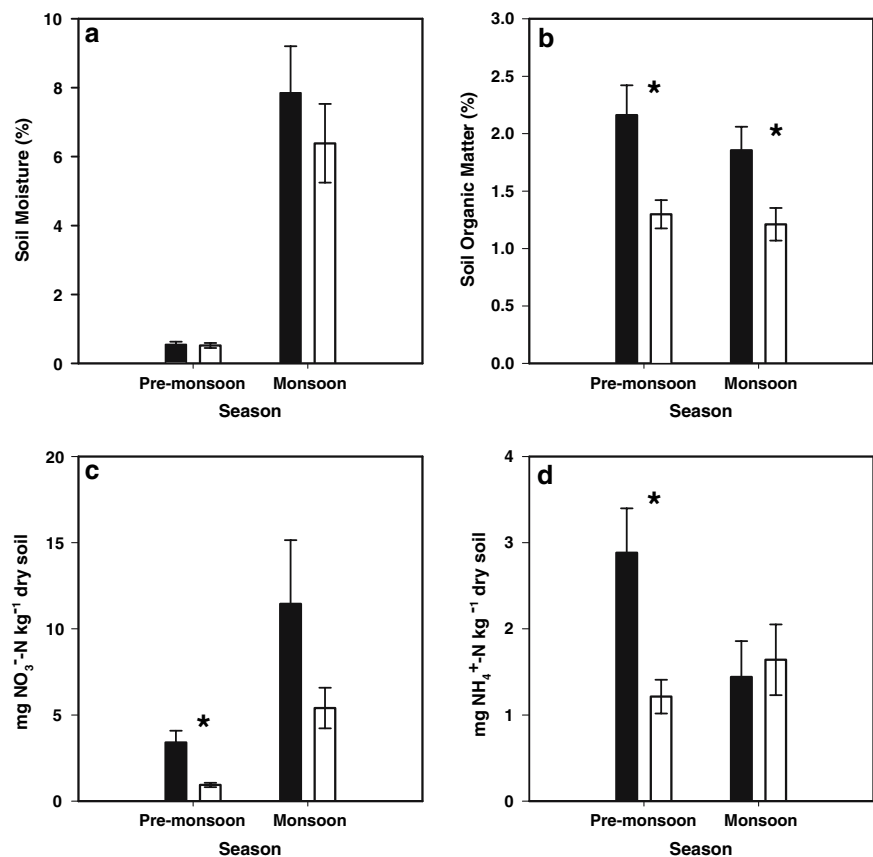 a
Soil Moisture (%)
10
8
6
4
2
0
Pre-monsoon Monsoon
Season
b
*
*
Soil Organic Matter (%)
3.0
2.5
2.0
1.5
1.0
0.5
0.0
Pre-monsoon Monsoon
Season
c
*
mg NO₃⁻-N kg⁻¹ dry soil
20
15
10
5
0
Pre-monsoon Monsoon
Season
d
*
mg NH₄⁺-N kg⁻¹ dry soil
4
3
2
1
0
Pre-monsoon Monsoon
Season